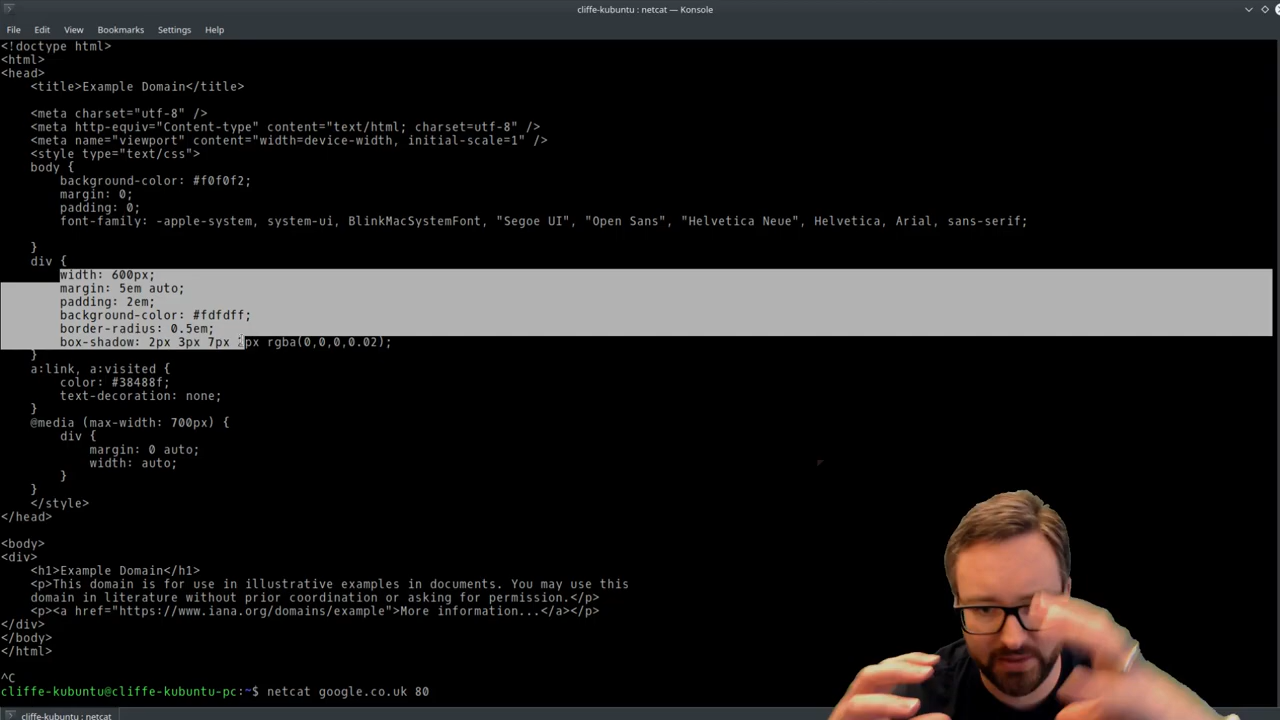 cliffe-kubuntu : netcat — Konsole
File Edit View Bookmarks Settings Help
<!doctype html>
<html>
<head>
    <title>Example Domain</title>

    <meta charset="utf-8" />
    <meta http-equiv="Content-type" content="text/html; charset=utf-8" />
    <meta name="viewport" content="width=device-width, initial-scale=1" />
    <style type="text/css">
    body {
        background-color: #f0f0f2;
        margin: 0;
        padding: 0;
        font-family: -apple-system, system-ui, BlinkMacSystemFont, "Segoe UI", "Open Sans", "Helvetica Neue", Helvetica, Arial, sans-serif;

    }
    div {
        width: 600px;
        margin: 5em auto;
        padding: 2em;
        background-color: #fdfdff;
        border-radius: 0.5em;
        box-shadow: 2px 3px 7px px rgba(0,0,0,0.02);
    }
    a:link, a:visited {
        color: #38488f;
        text-decoration: none;
    }
    @media (max-width: 700px) {
        div {
            margin: 0 auto;
            width: auto;
        }
    }
    </style>
</head>

<body>
<div>
    <h1>Example Domain</h1>
    <p>This domain is for use in illustrative examples in documents. You may use this
    domain in literature without prior coordination or asking for permission.</p>
    <p><a href="https://www.iana.org/domains/example">More information...</a></p>
</div>
</body>
</html>

^C
cliffe-kubuntu@cliffe-kubuntu-pc:~$ netcat google.co.uk 80
cliffe-kubuntu : netcat